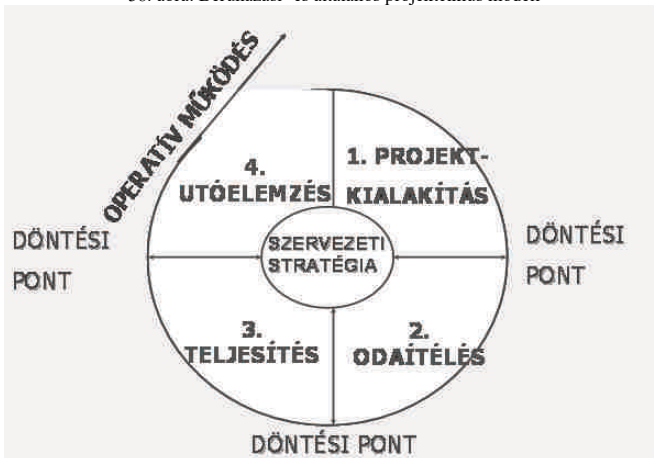 OPERATÍV MŰKÖDÉS
4.
UTÓELEMZÉS
1. PROJEKT-
KIALAKÍTÁS
DÖNTÉSI
PONT
SZERVEZETI
STRATÉGIA
DÖNTÉSI
PONT
3.
TELJESÍTÉS
2.
ODAÍTÉLÉS
DÖNTÉSI PONT